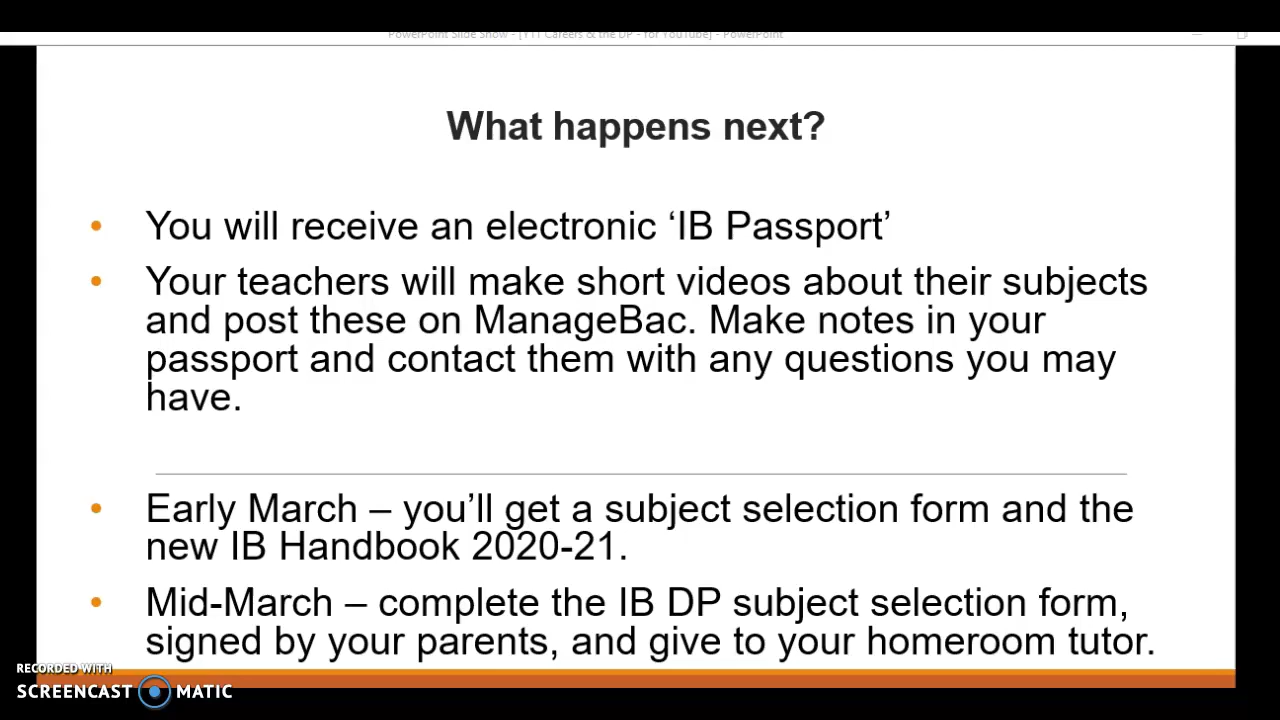 PowerPoint Slide Show - [Y11 Careers & the DP - for YouTube] - PowerPoint
What happens next?
• You will receive an electronic ‘IB Passport’
• Your teachers will make short videos about their subjects
and post these on ManageBac. Make notes in your
passport and contact them with any questions you may
have.
• Early March – you’ll get a subject selection form and the
new IB Handbook 2020-21.
• Mid-March – complete the IB DP subject selection form,
signed by your parents, and give to your homeroom tutor.
RECORDED WITH
SCREENCAST MATIC